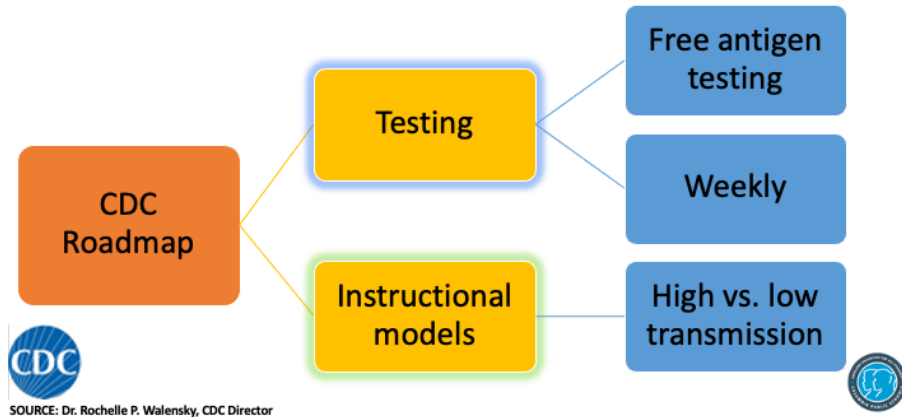 CDC
Roadmap
Testing
Instructional
models
Free antigen
testing
Weekly
High vs. low
transmission
CDC
SOURCE: Dr. Rochelle P. Walensky, CDC Director